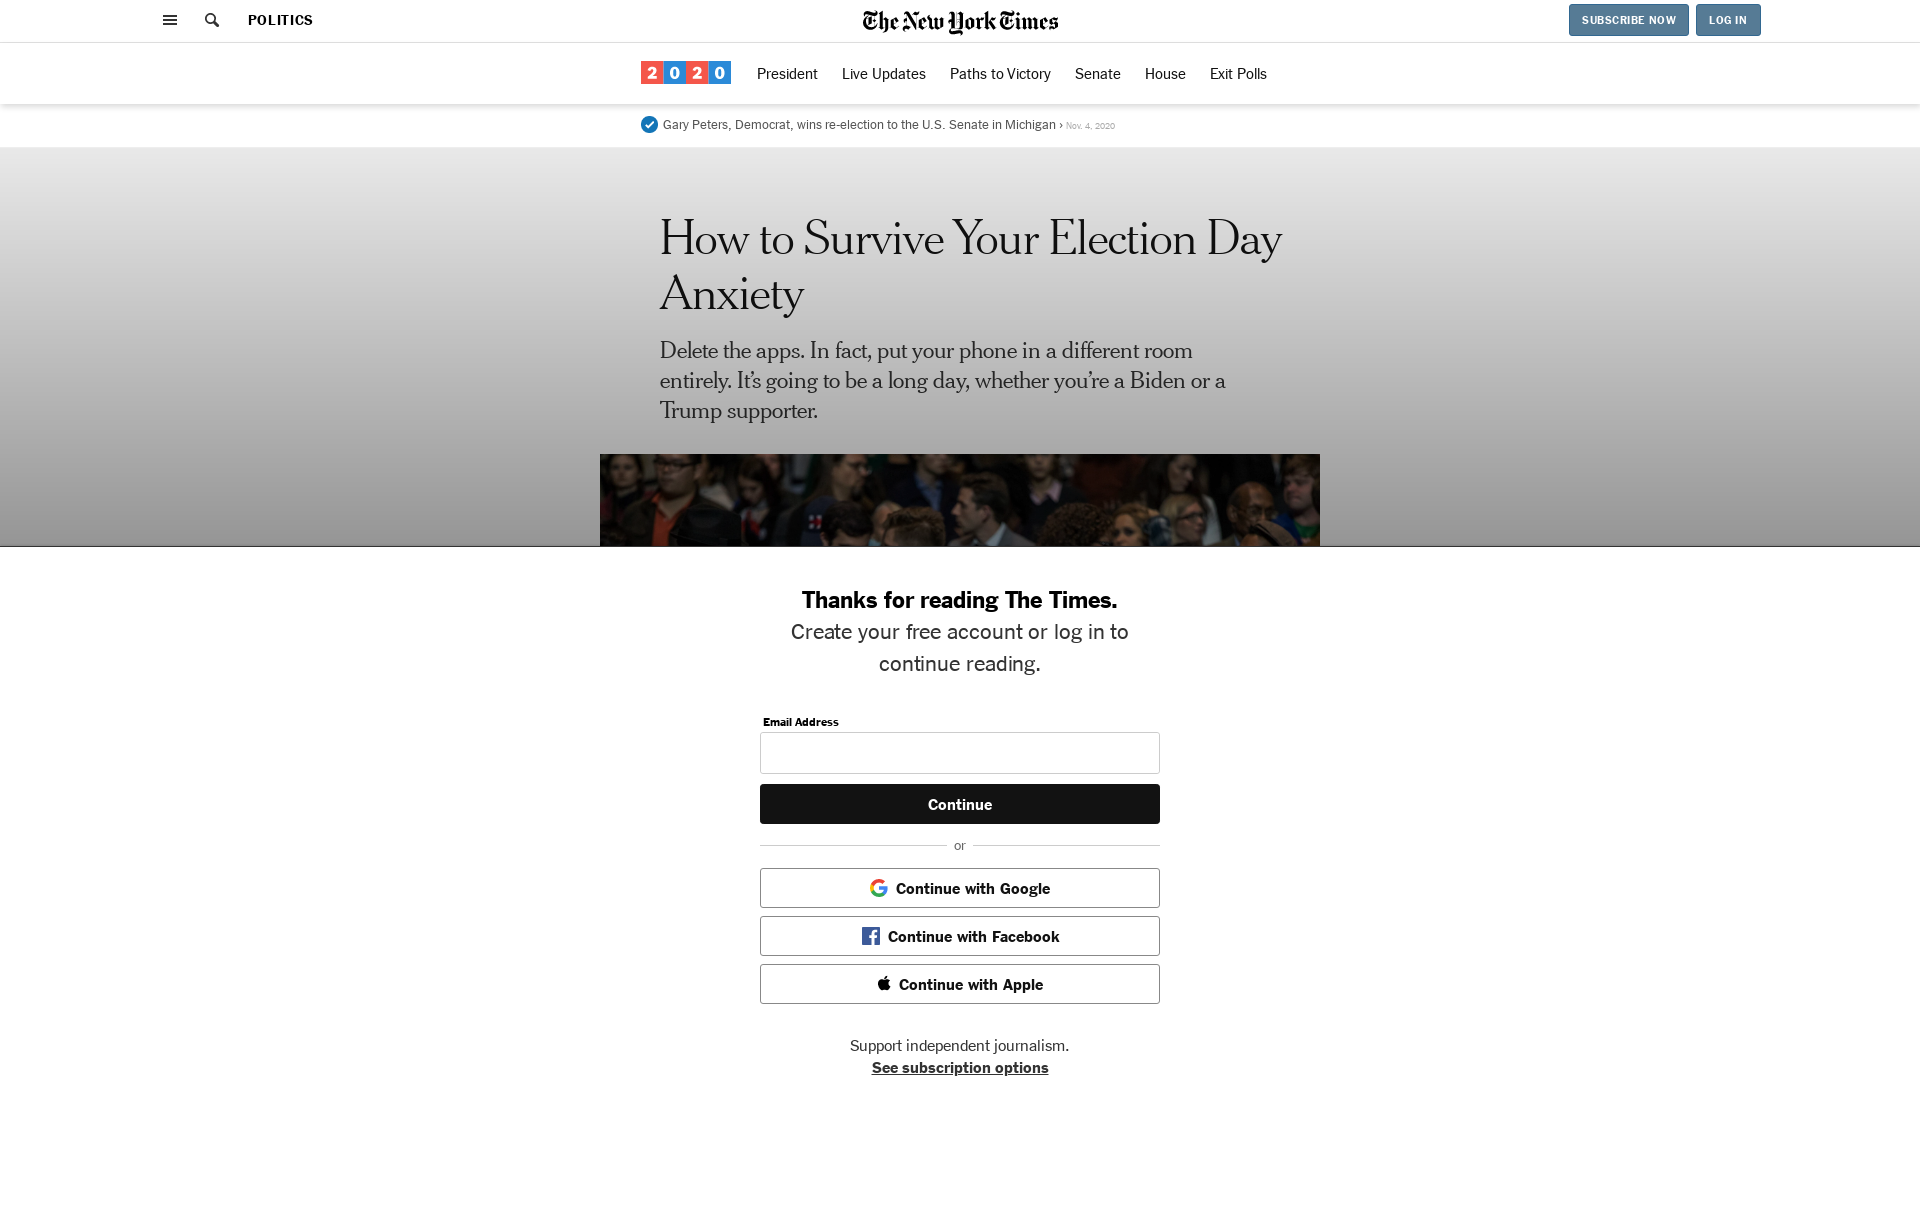 POLITICS
The New York Times
SUBSCRIBE NOW
LOG IN
2020
President
Live Updates
Paths to Victory
Senate
House
Exit Polls
Gary Peters, Democrat, wins re-election to the U.S. Senate in Michigan › Nov. 4, 2020
How to Survive Your Election Day
Anxiety
Delete the apps. In fact, put your phone in a different room
entirely. It’s going to be a long day, whether you’re a Biden or a
Trump supporter.
Thanks for reading The Times.
Create your free account or log in to
continue reading.
Email Address
Continue
or
Continue with Google
Continue with Facebook
Continue with Apple
Support independent journalism.
See subscription options